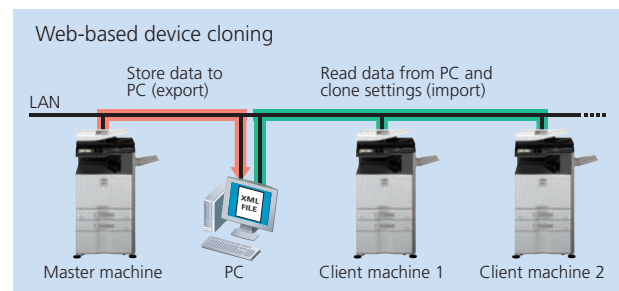 Web-based device cloning
Store data to
PC (export)
Read data from PC and
clone settings (import)
LAN
XML
FILE
Master machine
PC
Client machine 1
Client machine 2